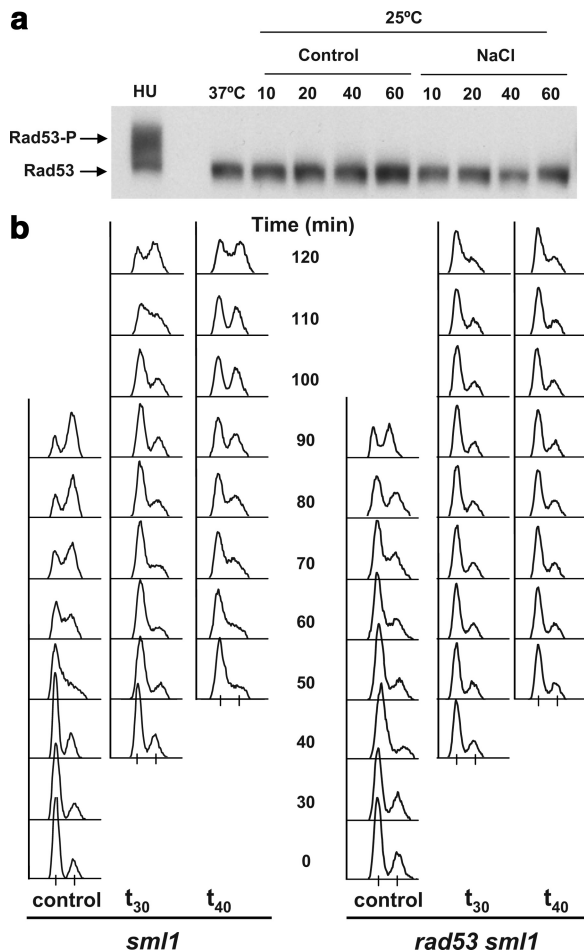 a
25ºC
Control NaCl
HU 37ºC 10 20 40 60 10 20 40 60
Rad53-P
Rad53
b
Time (min)
120
110
100
90
80
70
60
50
40
30
0
control t30 t40 control t30 t40
sml1 rad53 sml1